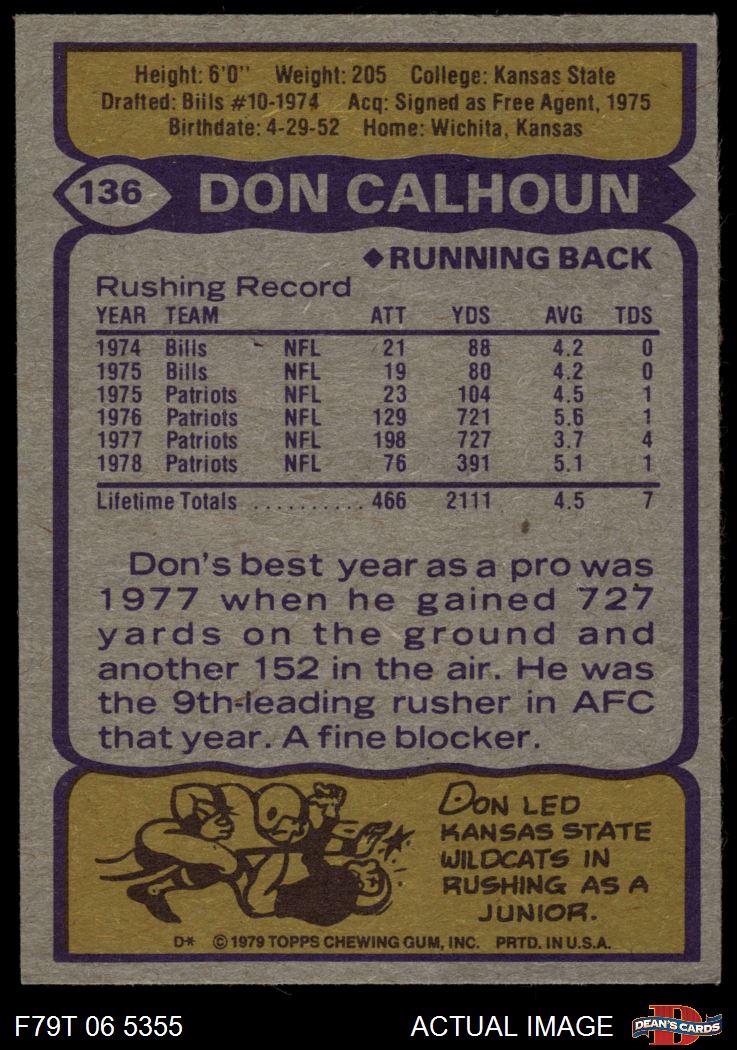 Height: 6'0" Weight: 205 College: Kansas State
Drafted: Bills #10-1974 Acq: Signed as Free Agent, 1975
Birthdate: 4-29-52 Home: Wichita, Kansas
136 DON CALHOUN
◆RUNNING BACK
Rushing Record
YEAR TEAM ATT YDS AVG TDS
1974 Bills NFL 21 88 4.2 0
1975 Bills NFL 19 80 4.2 0
1975 Patriots NFL 23 104 4.5 1
1976 Patriots NFL 129 721 5.6 1
1977 Patriots NFL 198 727 3.7 4
1978 Patriots NFL 76 391 5.1 1
Lifetime Totals .......... 466 2111 4.5 7
Don's best year as a pro was
1977 when he gained 727
yards on the ground and
another 152 in the air. He was
the 9th-leading rusher in AFC
that year. A fine blocker.
DON LED
KANSAS STATE
WILDCATS IN
RUSHING AS A
JUNIOR.
D* © 1979 TOPPS CHEWING GUM, INC. PRTD. IN U.S.A.
F79T 06 5355 ACTUAL IMAGE DEAN'S CARDS